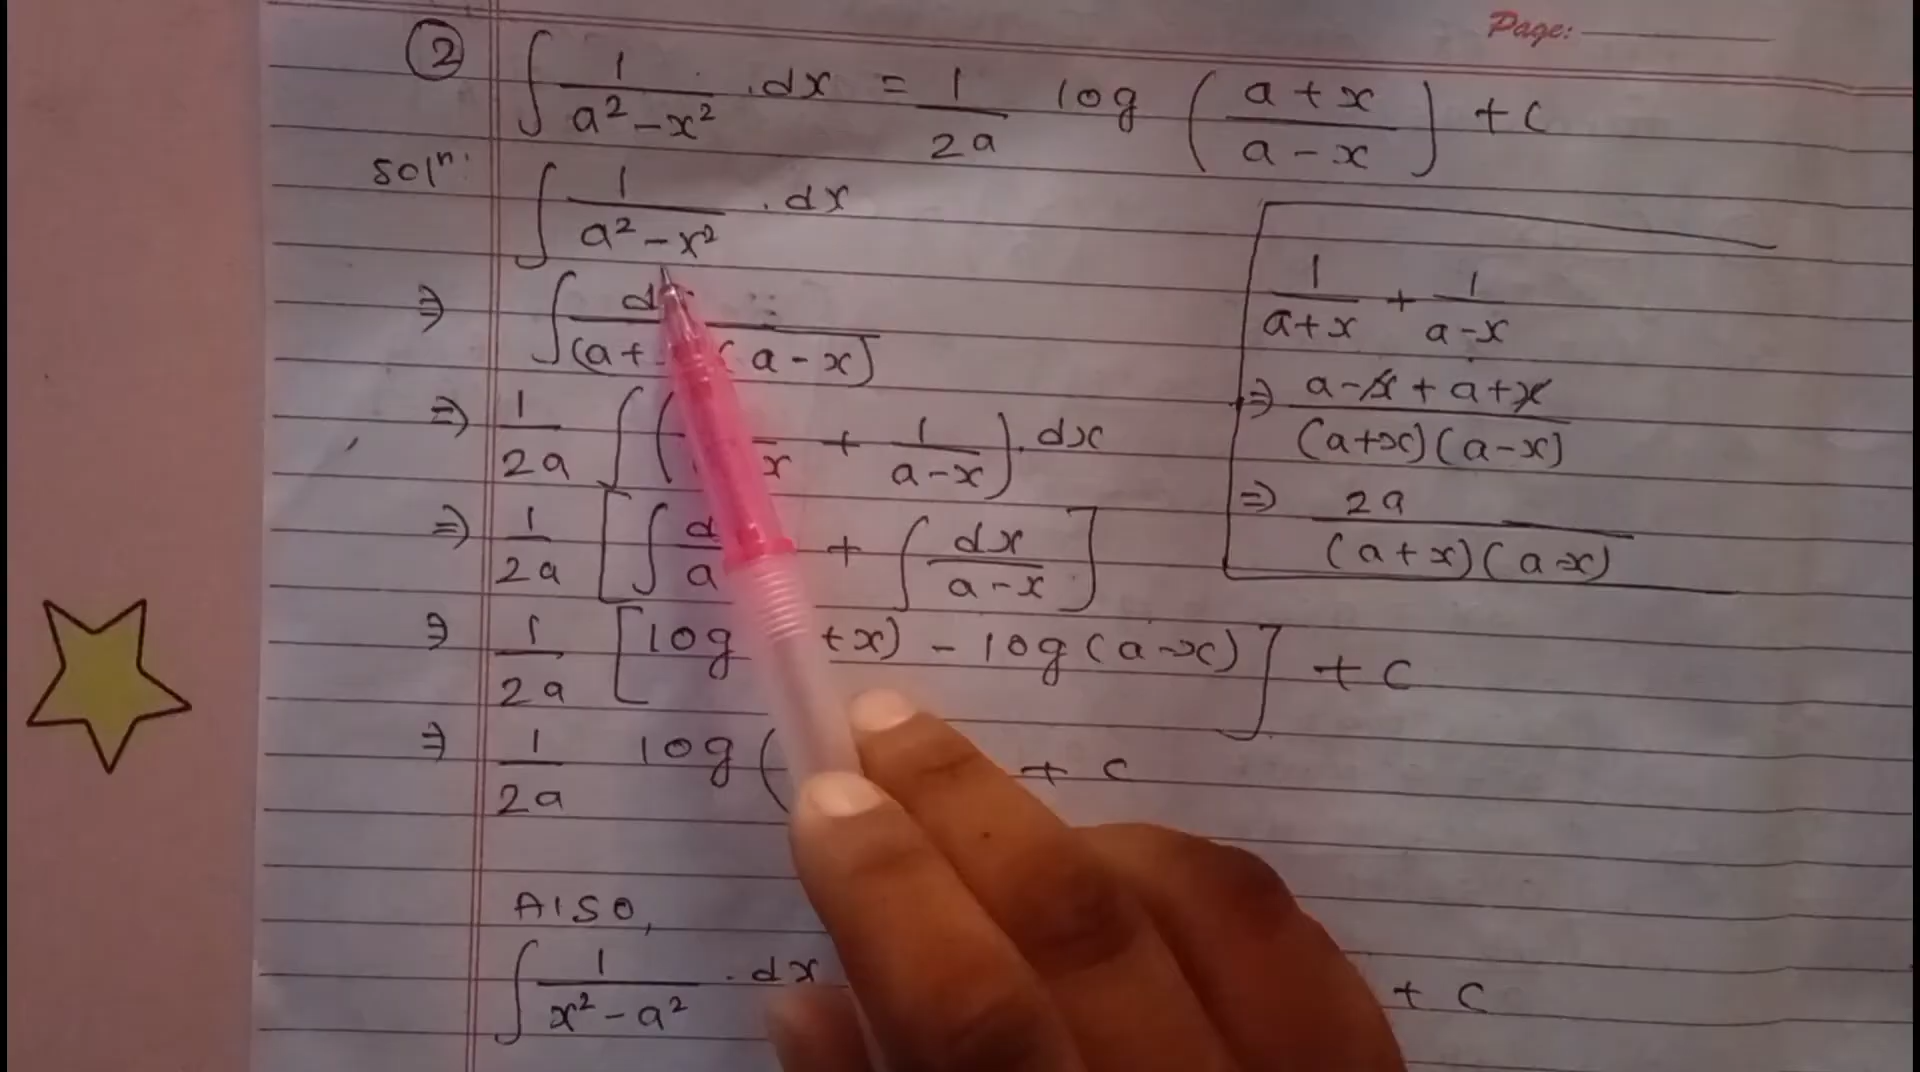 Page:
② ∫ 1/(a² - x²) . dx = 1/2a log ((a + x)/(a - x)) + c
solⁿ: ∫ 1/(a² - x²) . dx
⇒ ∫ d /(a + ( a - x)
⇒ 1/2a ∫ ( x + 1/(a - x)) . dx
⇒ 1/2a [∫ d a + ∫ dx/(a - x)]
⇒ 1/2a [log + x) - log (a - x)] + c
⇒ 1/2a log ( + c
1/(a + x) + 1/(a - x)
⇒ (a - x + a + x)/((a + x) (a - x))
⇒ 2a/((a + x) (a - x))
AlSO,
∫ 1/(x² - a²) . dx + c